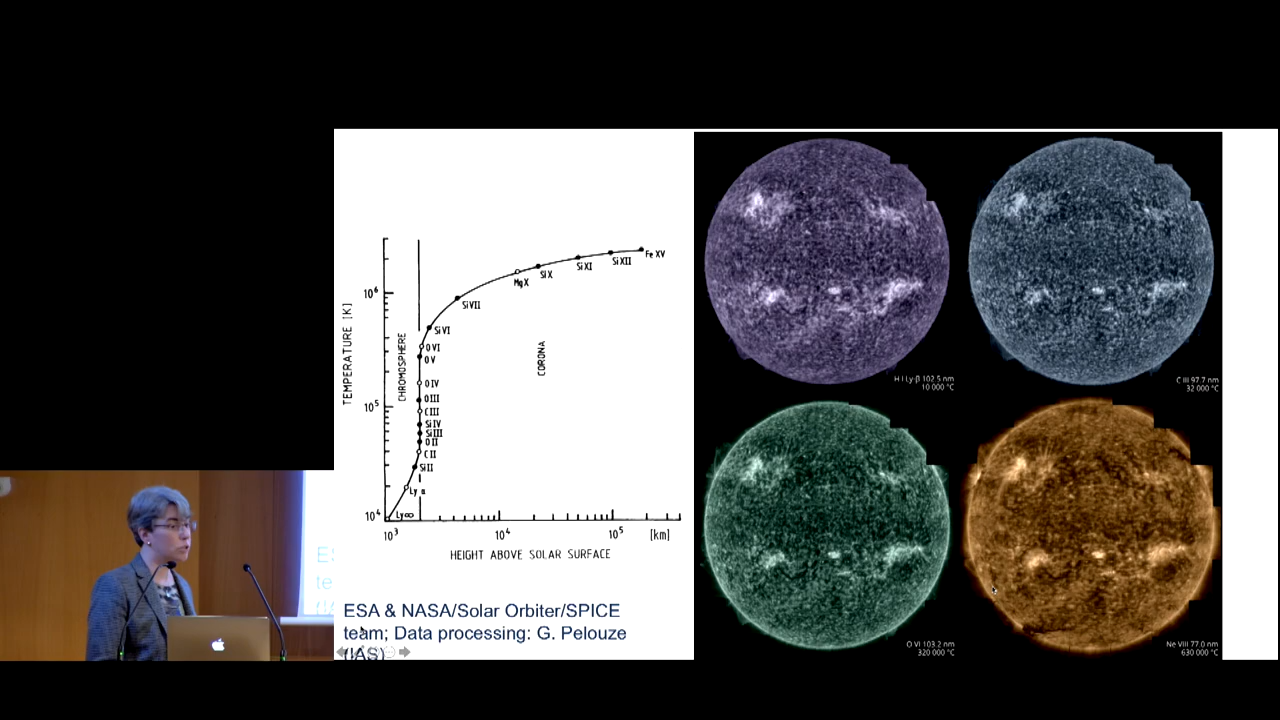 TEMPERATURE [K]
10⁶
10⁵
10⁴
10³
10⁴
10⁵
[km]
HEIGHT ABOVE SOLAR SURFACE
CHROMOSPHERE
CORONA
Fe XV
Si XII
Si XI
Si X
Mg X
Si VII
Si VI
O VI
O V
O IV
O III
C III
Si IV
Si III
O II
C II
Si II
Ly α
Ly∞
ESA & NASA/Solar Orbiter/SPICE
team; Data processing: G. Pelouze
(IAS)
H I Ly-β 102.5 nm
10 000 °C
C III 97.7 nm
32 000 °C
O VI 103.2 nm
320 000 °C
Ne VIII 77.0 nm
630 000 °C